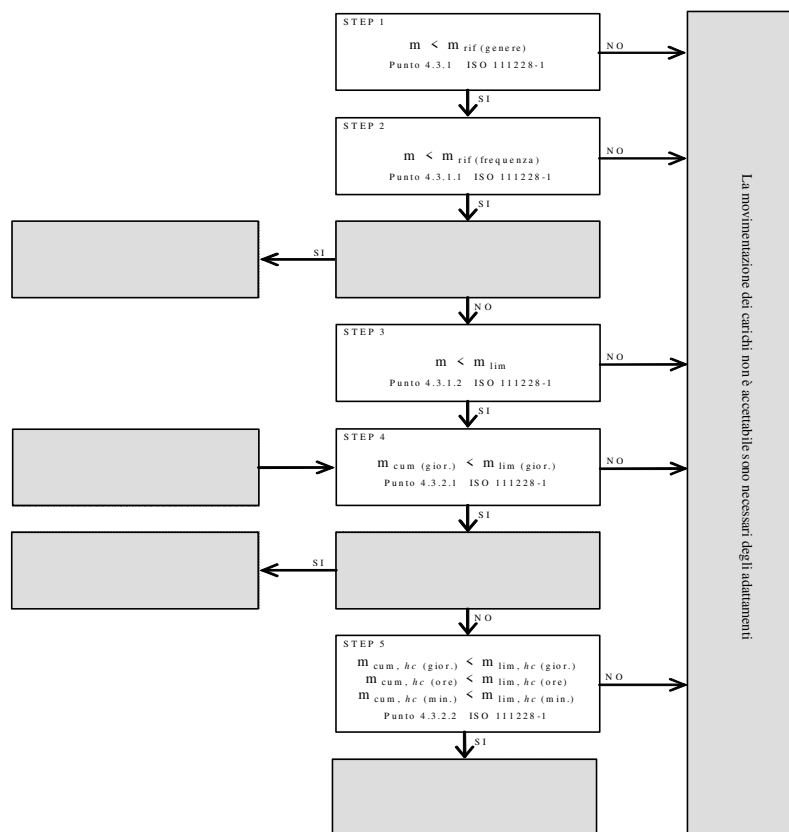 STEP 1
m < m rif (genere)
Punto 4.3.1 ISO 111228-1
NO
SI
STEP 2
m < m rif (frequenza)
Punto 4.3.1.1 ISO 111228-1
NO
SI
SI
NO
STEP 3
m < m lim
Punto 4.3.1.2 ISO 111228-1
NO
SI
STEP 4
m cum (gior.) < m lim (gior.)
Punto 4.3.2.1 ISO 111228-1
NO
SI
SI
NO
STEP 5
m cum, hc (gior.) < m lim, hc (gior.)
m cum, hc (ore) < m lim, hc (ore)
m cum, hc (min.) < m lim, hc (min.)
Punto 4.3.2.2 ISO 111228-1
NO
SI
La movimentazione dei carichi non è accettabile sono necessari degli adattamenti